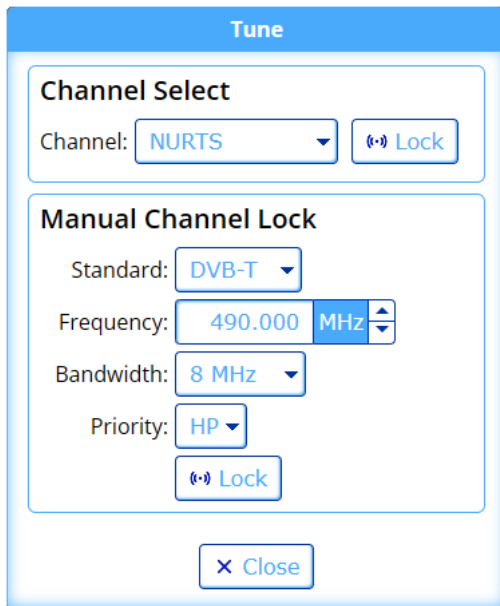 Tune
Channel Select
Channel: NURTS Lock
Manual Channel Lock
Standard: DVB-T
Frequency: 490.000 MHz
Bandwidth: 8 MHz
Priority: HP
Lock
Close